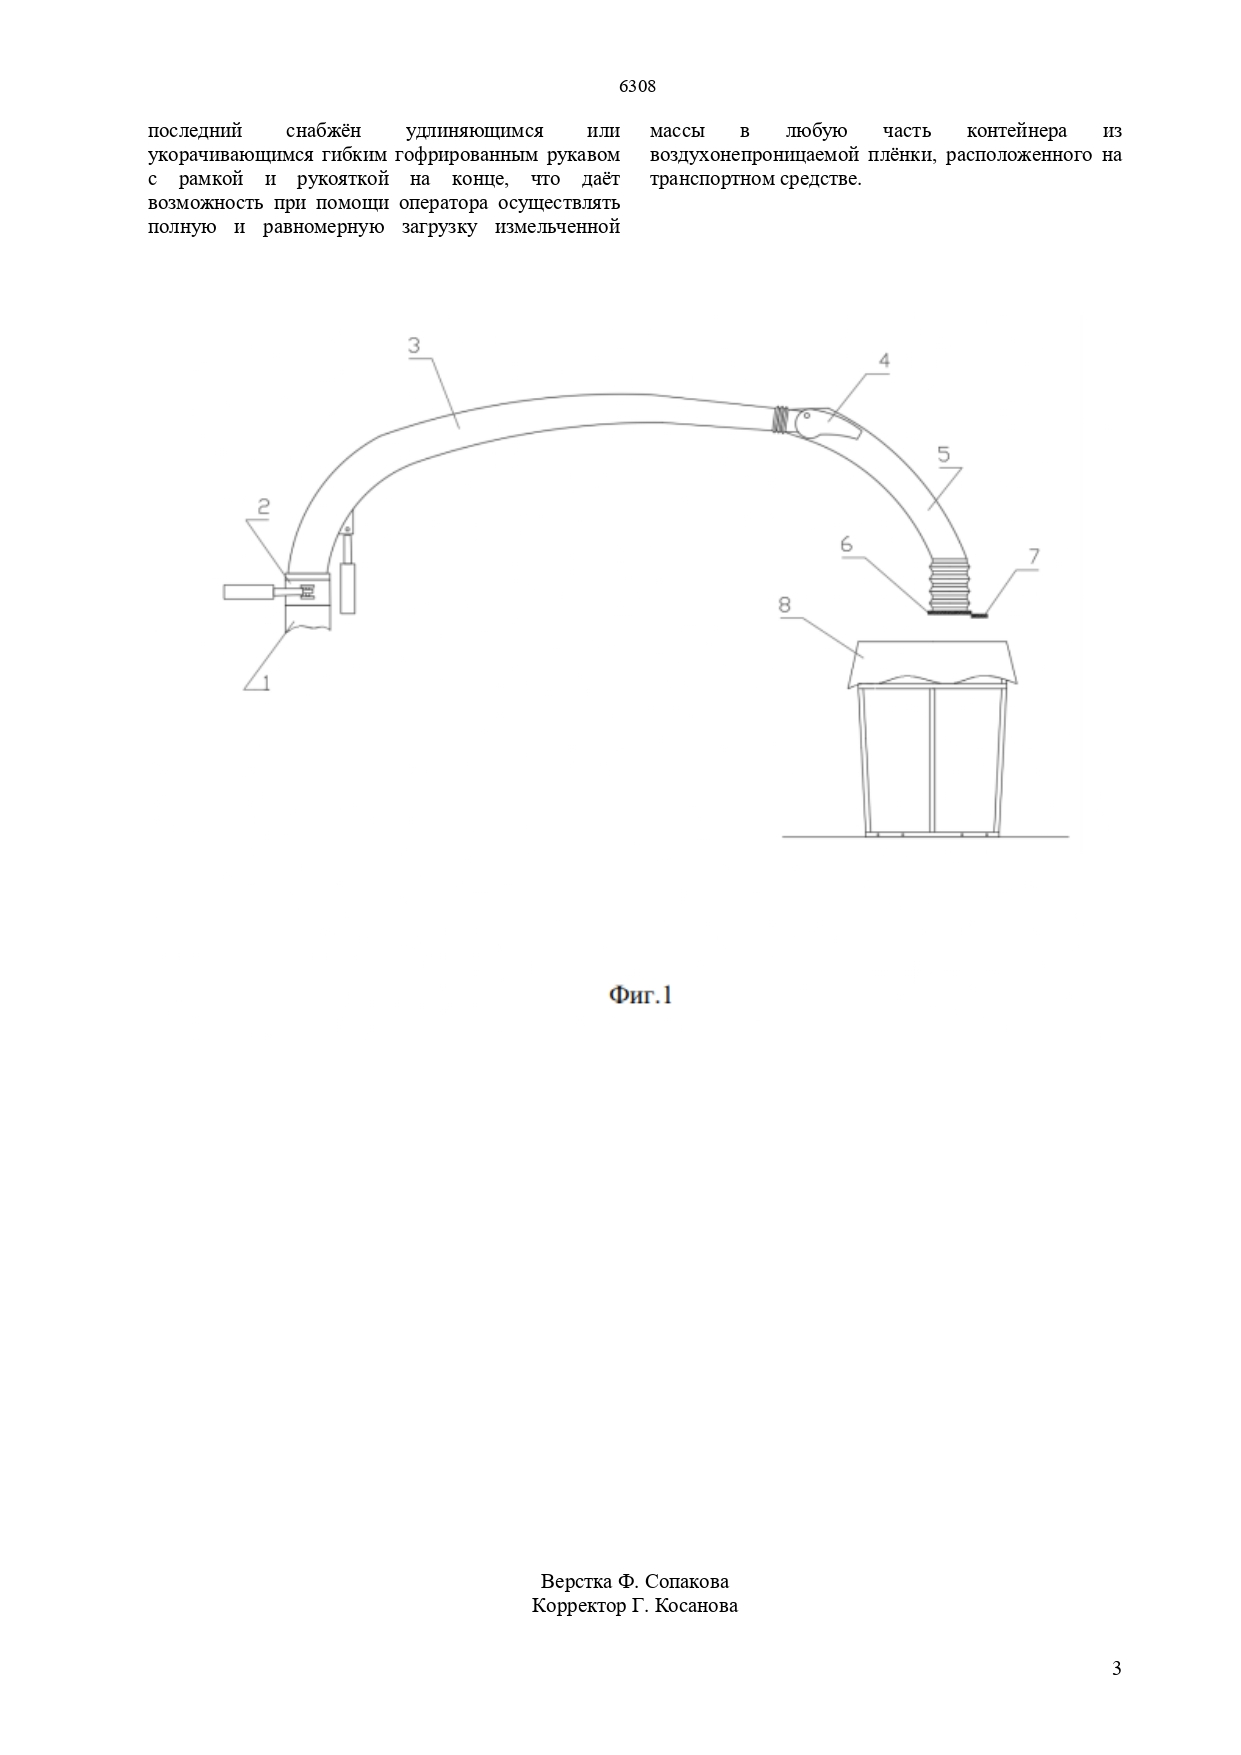 6308
последний снабжён удлиняющимся или
укорачивающимся гибким гофрированным рукавом
с рамкой и рукояткой на конце, что даёт
возможность при помощи оператора осуществлять
полную и равномерную загрузку измельченной
массы в любую часть контейнера из
воздухонепроницаемой плёнки, расположенного на
транспортном средстве.
3
4
5
2
6
7
8
1
Фиг.1
Верстка Ф. Сопакова
Корректор Г. Косанова
3